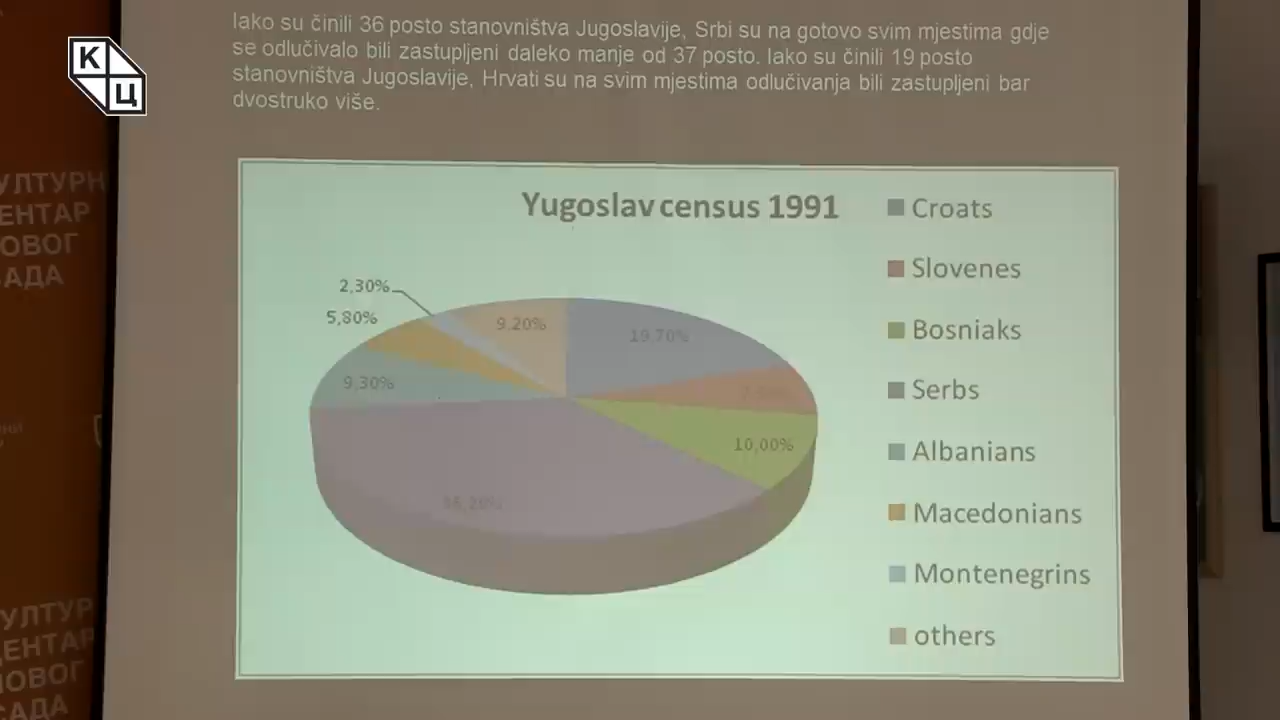 Iako su činili 36 posto stanovništva Jugoslavije, Srbi su na gotovo svim mjestima gdje
se odlučivalo bili zastupljeni daleko manje od 37 posto. Iako su činili 19 posto
stanovništva Jugoslavije, Hrvati su na svim mjestima odlučivanja bili zastupljeni bar
dvostruko više.
К
Ц
УЛТУРН
ЕНТАР
ОВОГ
АДА
Yugoslav census 1991
Croats
Slovenes
Bosniaks
Serbs
Albanians
Macedonians
Montenegrins
others
2,30%
5,80%
9,20%
19,70%
9,30%
10,00%
36,20%
УЛТУР
ЕНТАР
ОВОГ
САДА